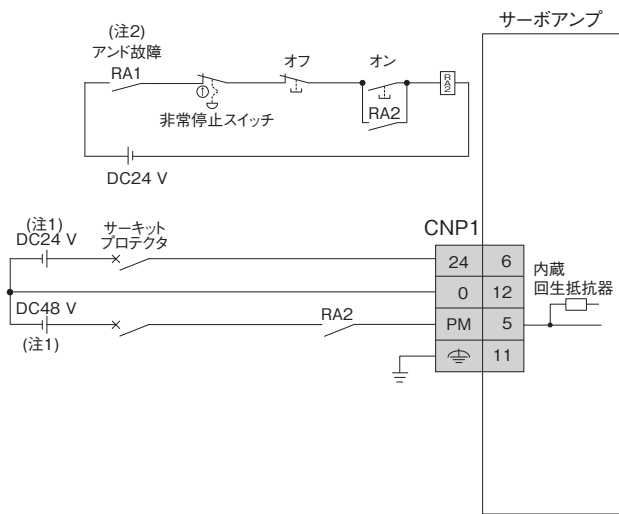 サーボアンプ
(注2)
アンド故障
RA1
オフ
オン
RA2
非常停止スイッチ
RA2
DC24 V
(注1)
DC24 V
サーキット
プロテクタ
CNP1
24 6
0 12
PM 5
11
内蔵
回生抵抗器
DC48 V
(注1)
RA2